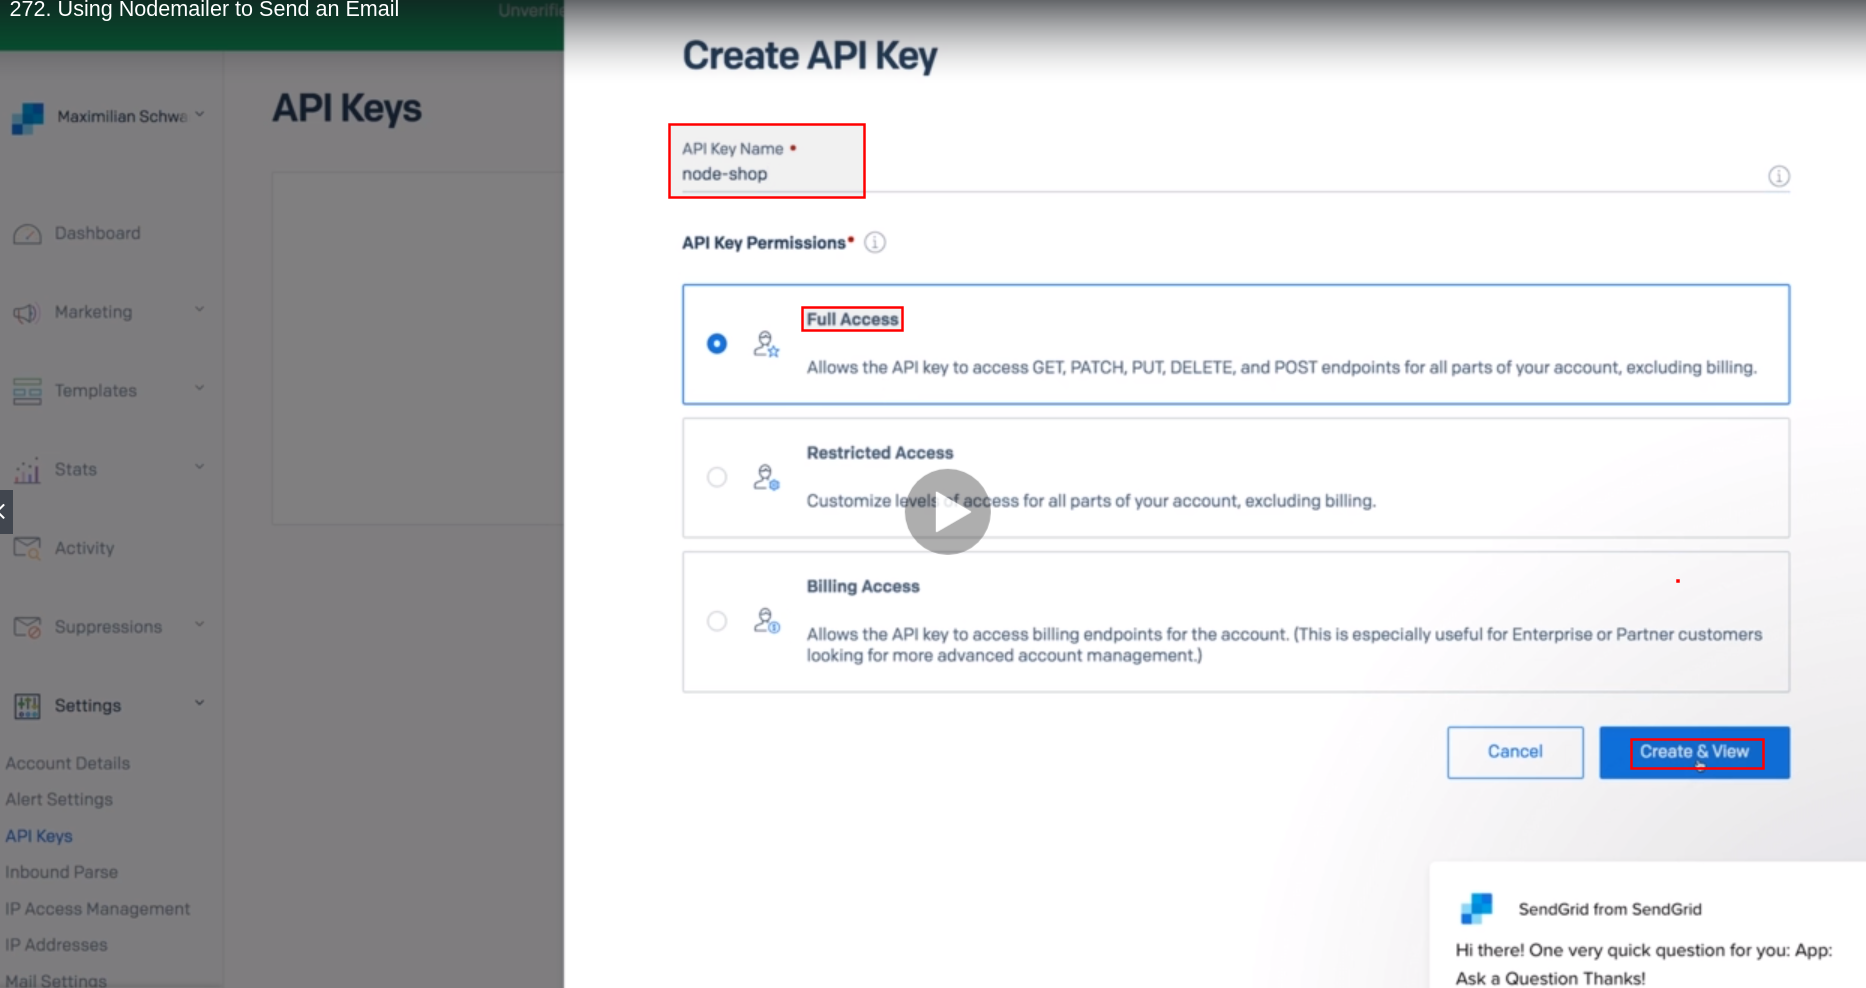 272. Using Nodemailer to Send an Email
Maximilian Schwa
Dashboard
Marketing
Templates
Stats
Activity
Suppressions
Settings
Account Details
Alert Settings
API Keys
Inbound Parse
IP Access Management
IP Addresses
Mail Settings
API Keys
Create API Key
API Key Name •
node-shop
API Key Permissions•
Full Access
Allows the API key to access GET, PATCH, PUT, DELETE, and POST endpoints for all parts of your account, excluding billing.
Restricted Access
Customize levels of access for all parts of your account, excluding billing.
Billing Access
Allows the API key to access billing endpoints for the account. (This is especially useful for Enterprise or Partner customers
looking for more advanced account management.)
Cancel
Create & View
SendGrid from SendGrid
Hi there! One very quick question for you: App:
Ask a Question Thanks!